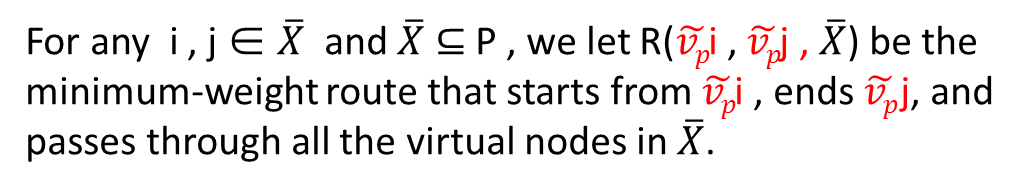 For any i , j ∈ X̅ and X̅ ⊆ P , we let R(ṽₚi , ṽₚj , X̅) be the
minimum-weight route that starts from ṽₚi , ends ṽₚj, and
passes through all the virtual nodes in X̅.